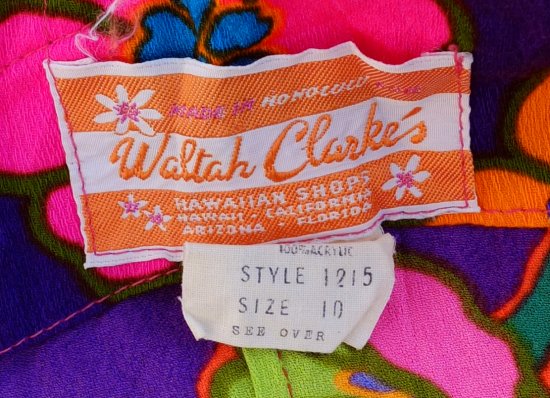 MADE IN HONOLULU
Waltah Clarke's
HAWAIIAN SHOPS
HAWAII · CALIFORNIA
ARIZONA · FLORIDA
100% ACRYLIC
STYLE 1215
SIZE 10
SEE OVER